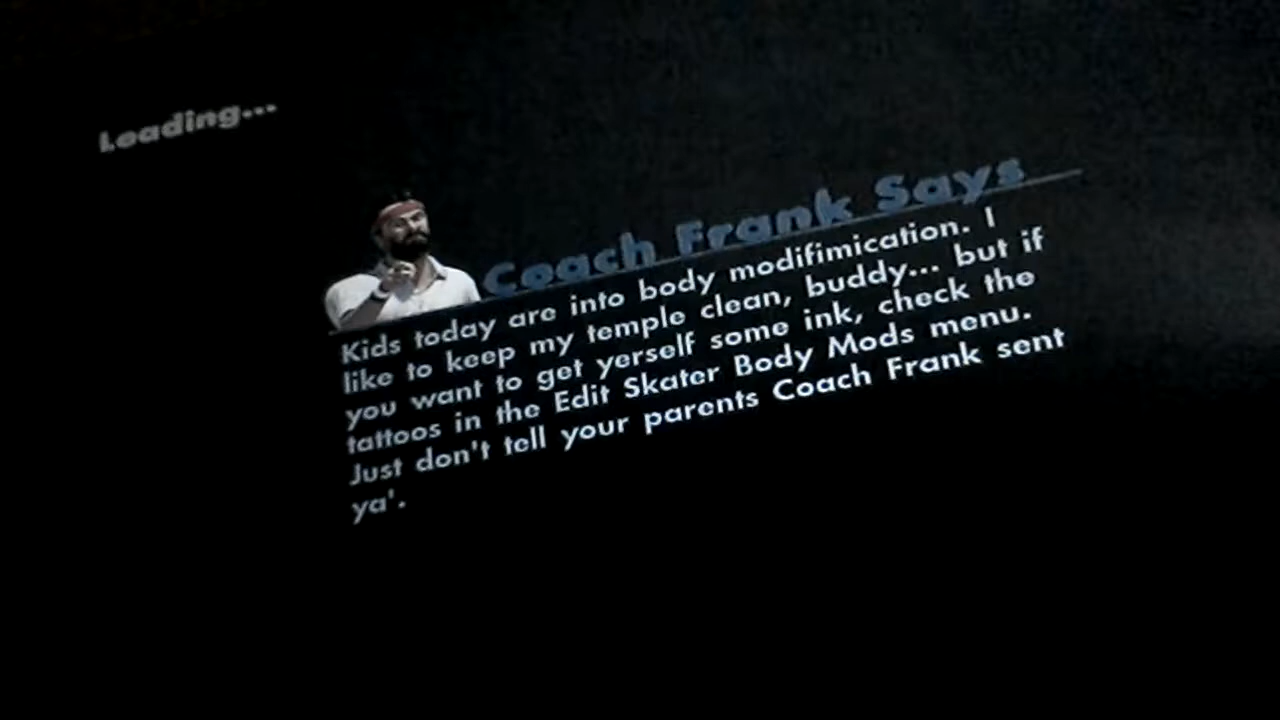 Loading...
Coach Frank Says
Kids today are into body modifimication. I
like to keep my temple clean, buddy... but if
you want to get yerself some ink, check the
tattoos in the Edit Skater Body Mods menu.
Just don't tell your parents Coach Frank sent
ya'.